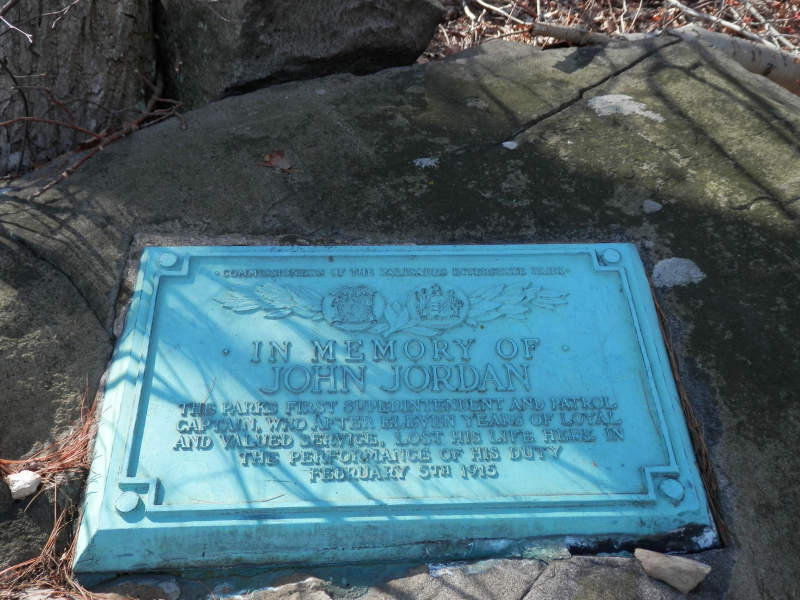 · COMMISSIONERS OF THE PALISADES INTERSTATE PARK ·
· IN MEMORY OF
JOHN JORDAN
THE PARKS FIRST SUPERINTENDENT AND PATROL
CAPTAIN, WHO AFTER ELEVEN YEARS OF LOYAL
AND VALUED SERVICE, LOST HIS LIFE HERE IN
THE PERFORMANCE OF HIS DUTY
FEBRUARY 5TH 1915